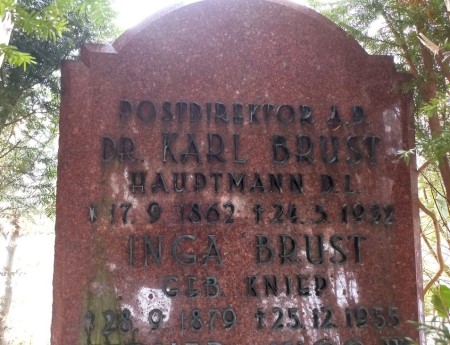 POSTDIREKTOR A.D.
DR. KARL BRUST
HAUPTMANN D.L.
* 17.9.1862 † 24.5.1932
INGA BRUST
GEB. KNIEP
* 28.9.1879 † 25.12.1955